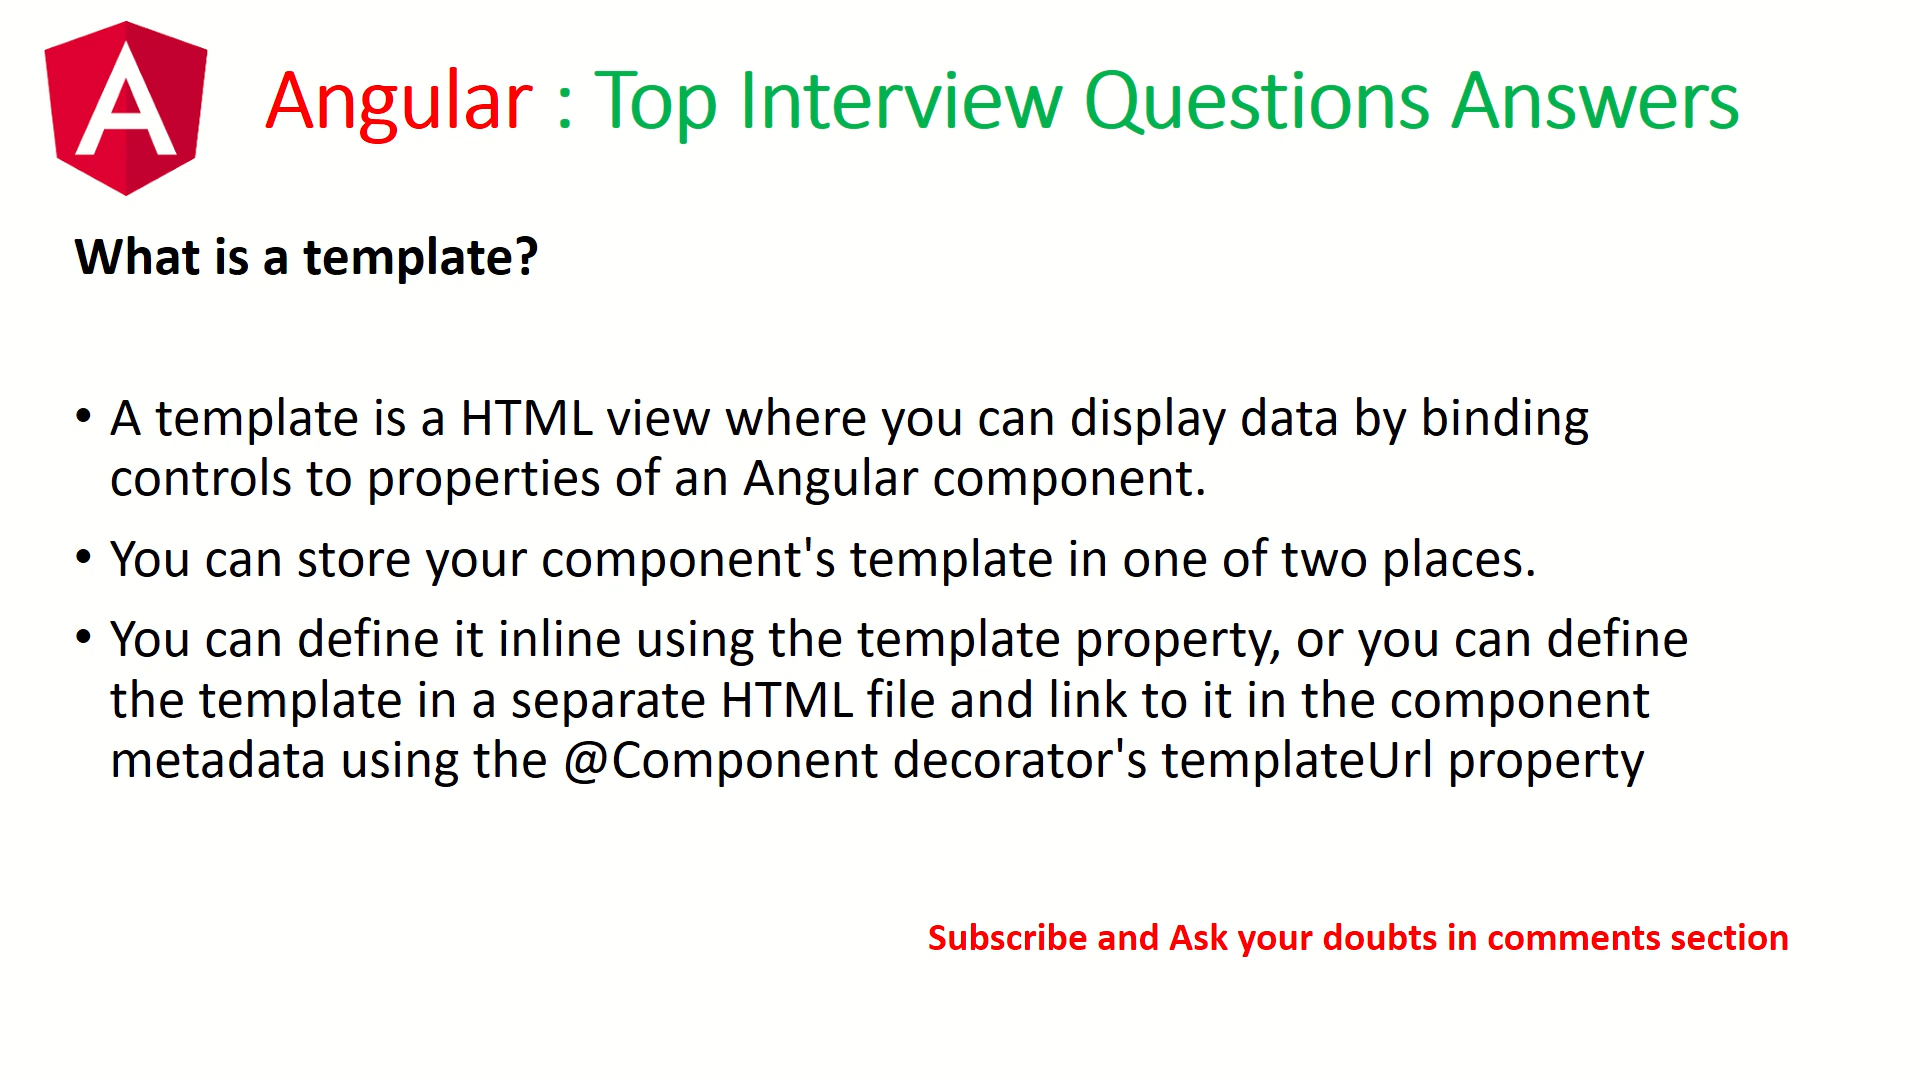 Angular : Top Interview Questions Answers
What is a template?
• A template is a HTML view where you can display data by binding
controls to properties of an Angular component.
• You can store your component's template in one of two places.
• You can define it inline using the template property, or you can define
the template in a separate HTML file and link to it in the component
metadata using the @Component decorator's templateUrl property
Subscribe and Ask your doubts in comments section